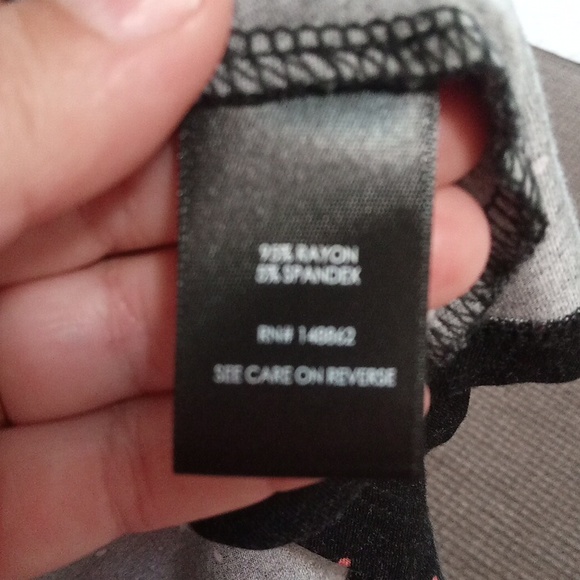 95% RAYON
5% SPANDEX
RN# 148862
SEE CARE ON REVERSE